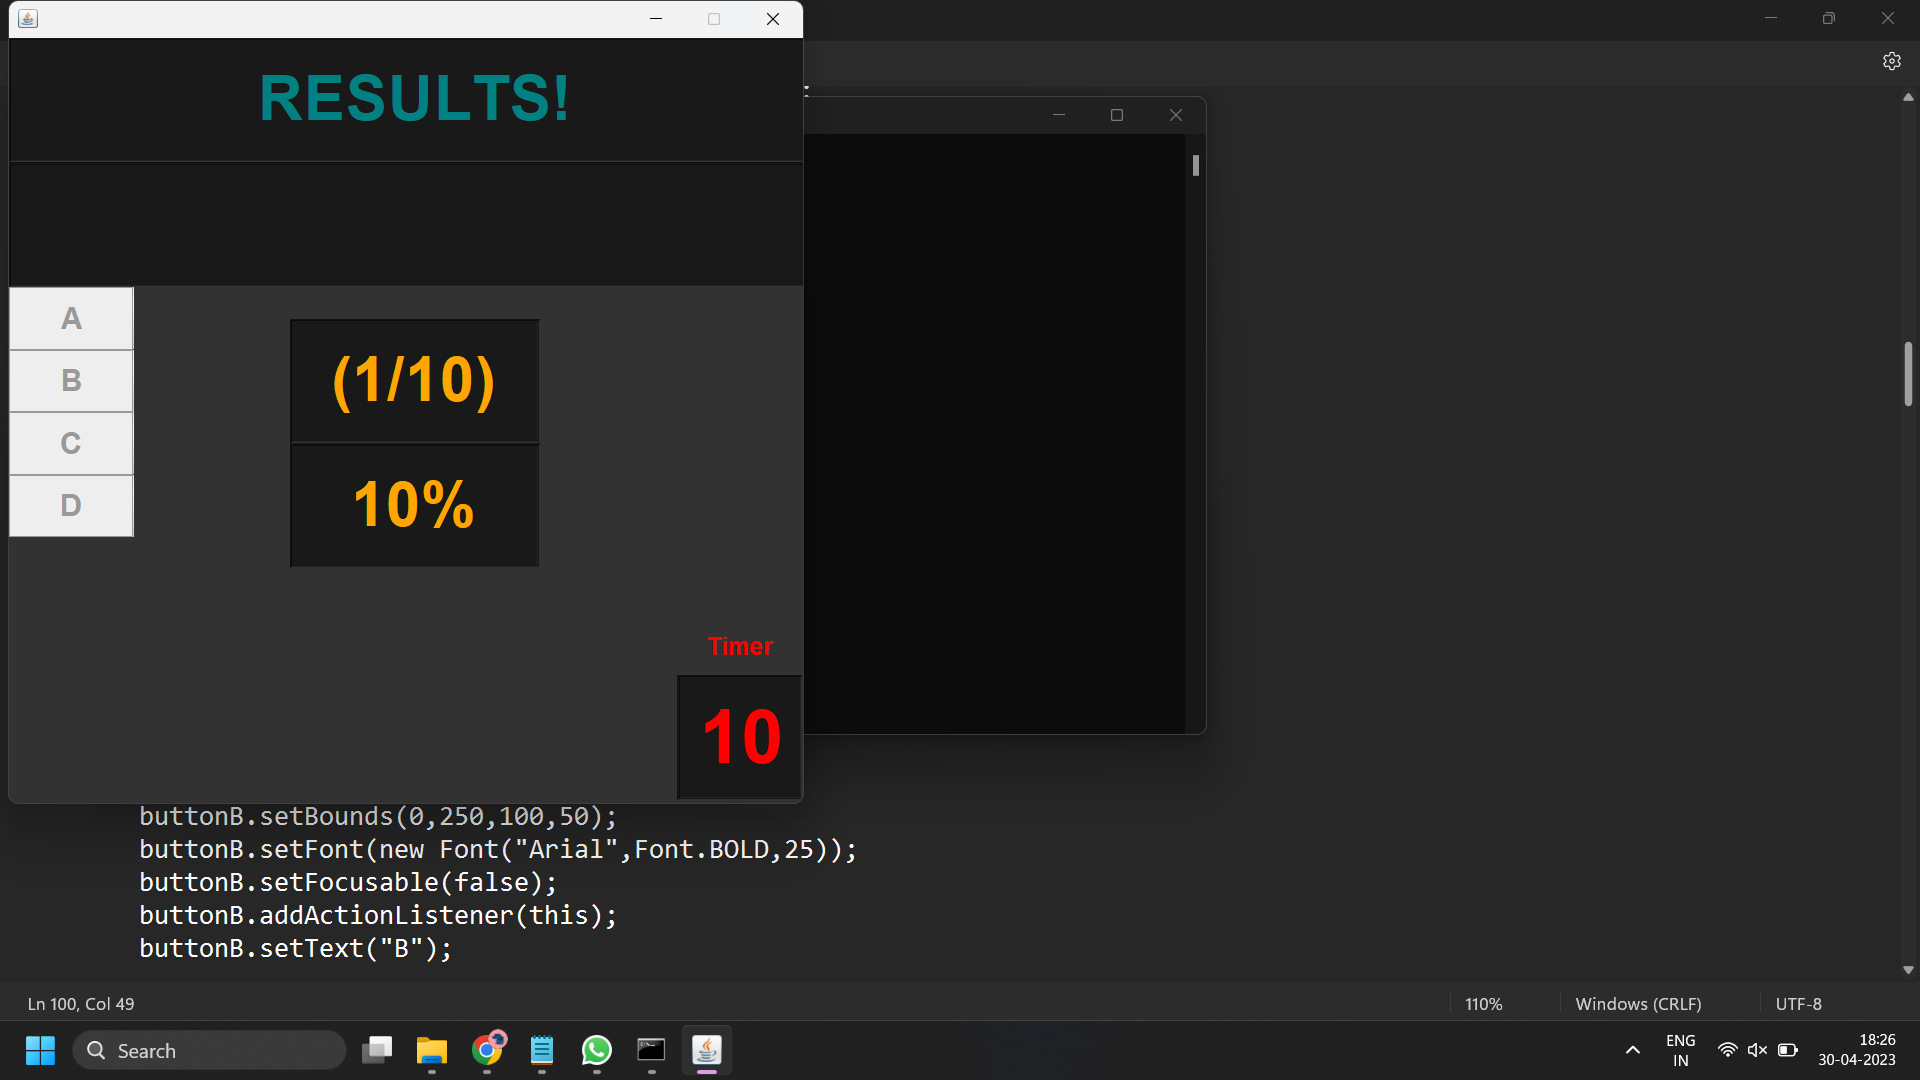 RESULTS!
A
B
C
D
(1/10)
10%
Timer
10
buttonB.setBounds(0,250,100,50);
buttonB.setFont(new Font("Arial",Font.BOLD,25));
buttonB.setFocusable(false);
buttonB.addActionListener(this);
buttonB.setText("B");
Ln 100, Col 49
110%
Windows (CRLF)
UTF-8
Search
ENG
IN
18:26
30-04-2023